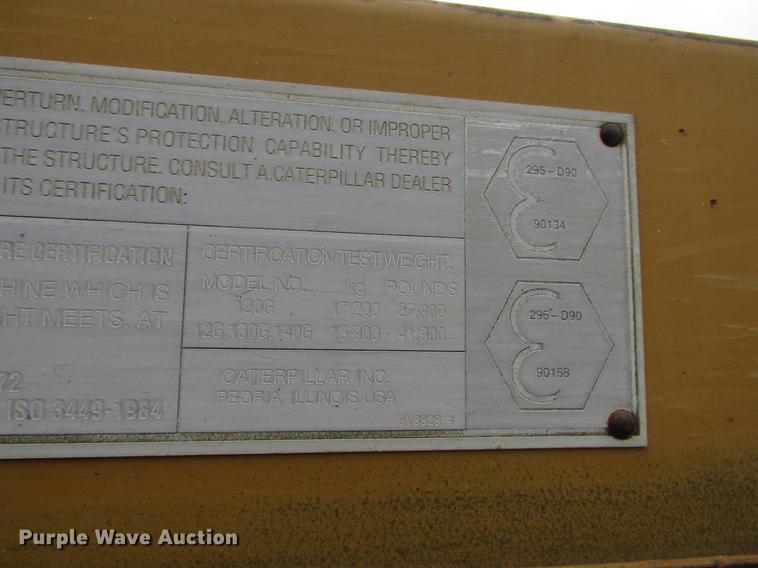 VERTURN, MODIFICATION, ALTERATION, OR IMPROPER
STRUCTURE'S PROTECTION CAPABILITY THEREBY
THE STRUCTURE. CONSULT A CATERPILLAR DEALER
ITS CERTIFICATION:
RE CERTIFICATION
HINE WHICH IS
HT MEETS, AT
72
ISO 3449-1984
CERTIFICATION TEST WEIGHT:
MODEL NO. kg POUNDS
120G 17,200 37,900
12G,130G,140G 18,900 - 41,900
CATERPILLAR INC.
PEORIA, ILLINOIS USA
295-D90
90134
296-D90
90168
Purple Wave Auction